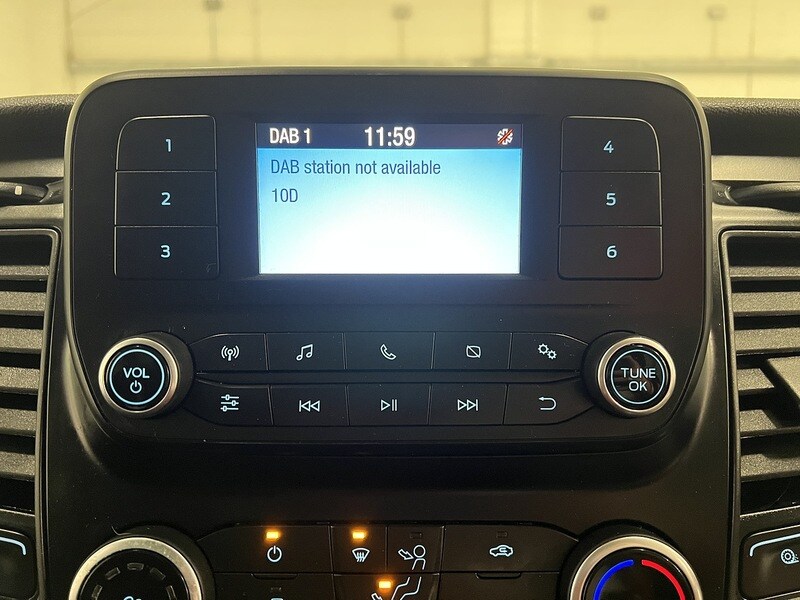 DAB 1 11:59
DAB station not available
10D
1
2
3
4
5
6
VOL
TUNE
OK